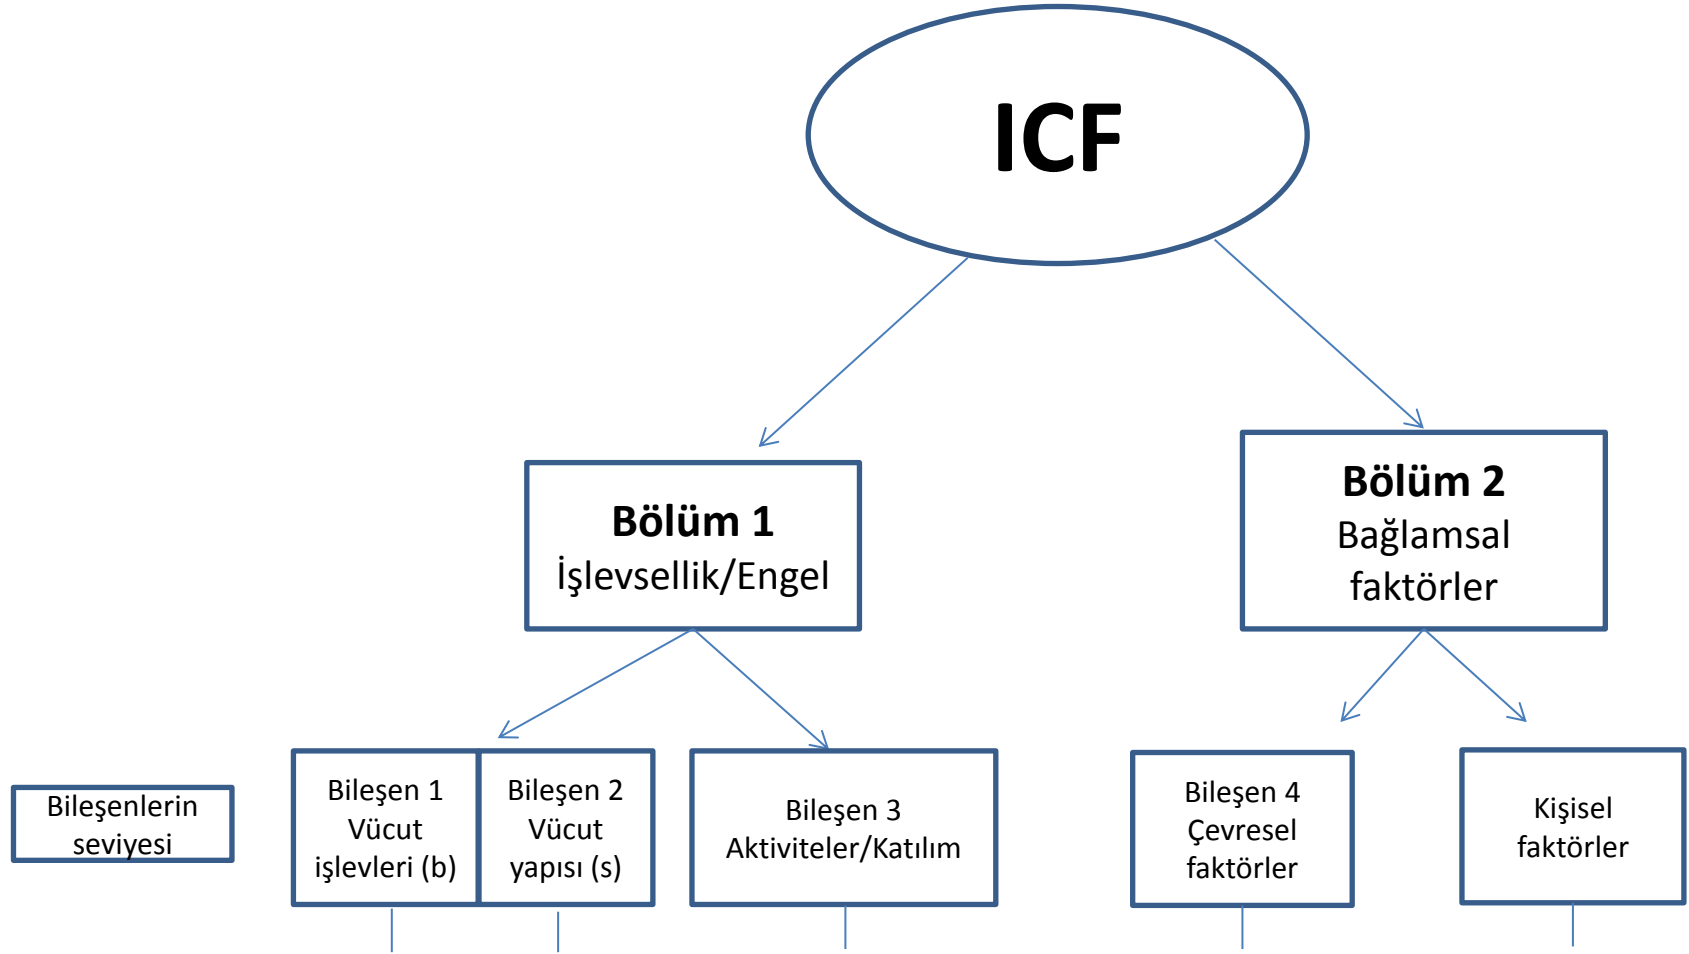 ICF
Bölüm 1
İşlevsellik/Engel
Bölüm 2
Bağlamsal
faktörler
Bileşenlerin
seviyesi
Bileşen 1
Vücut
işlevleri (b)
Bileşen 2
Vücut
yapısı (s)
Bileşen 3
Aktiviteler/Katılım
Bileşen 4
Çevresel
faktörler
Kişisel
faktörler